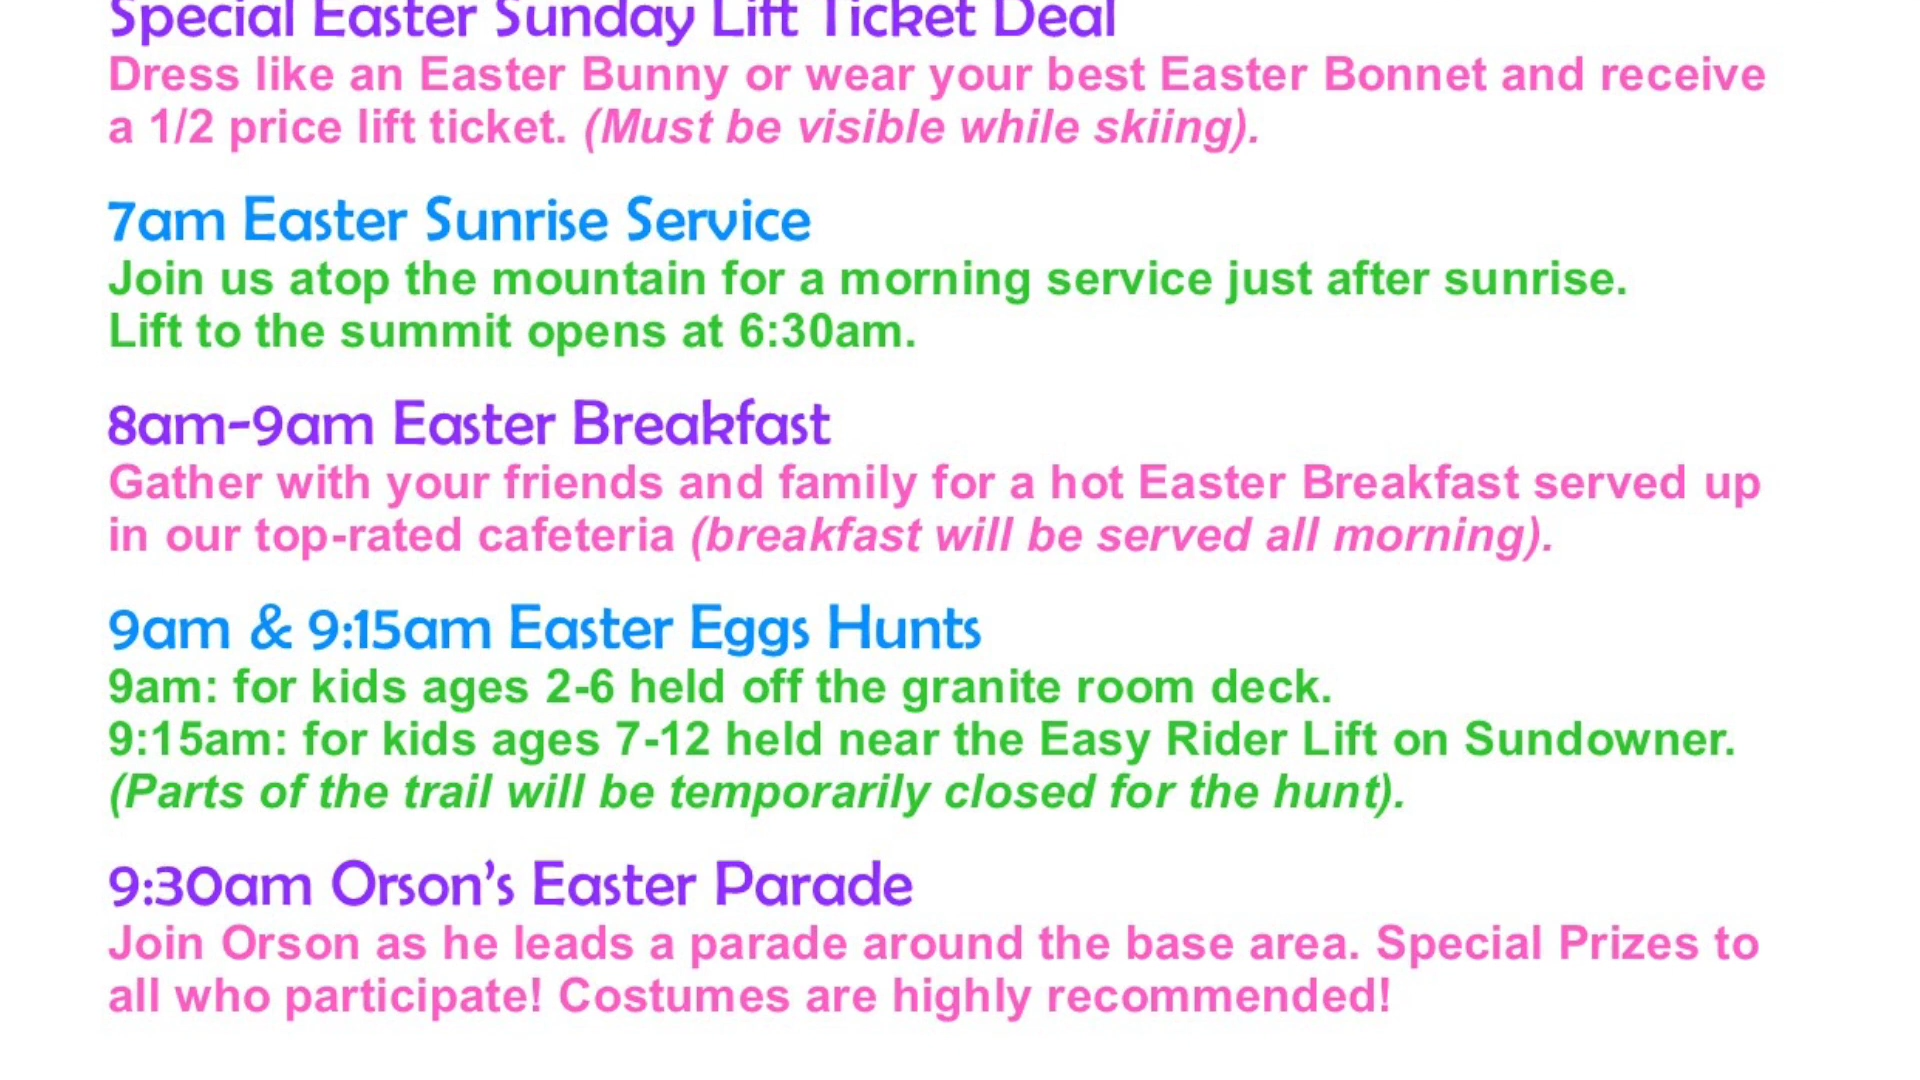 Special Easter Sunday Lift Ticket Deal
Dress like an Easter Bunny or wear your best Easter Bonnet and receive
a 1/2 price lift ticket. (Must be visible while skiing).
7am Easter Sunrise Service
Join us atop the mountain for a morning service just after sunrise.
Lift to the summit opens at 6:30am.
8am-9am Easter Breakfast
Gather with your friends and family for a hot Easter Breakfast served up
in our top-rated cafeteria (breakfast will be served all morning).
9am & 9:15am Easter Eggs Hunts
9am: for kids ages 2-6 held off the granite room deck.
9:15am: for kids ages 7-12 held near the Easy Rider Lift on Sundowner.
(Parts of the trail will be temporarily closed for the hunt).
9:30am Orson’s Easter Parade
Join Orson as he leads a parade around the base area. Special Prizes to
all who participate! Costumes are highly recommended!